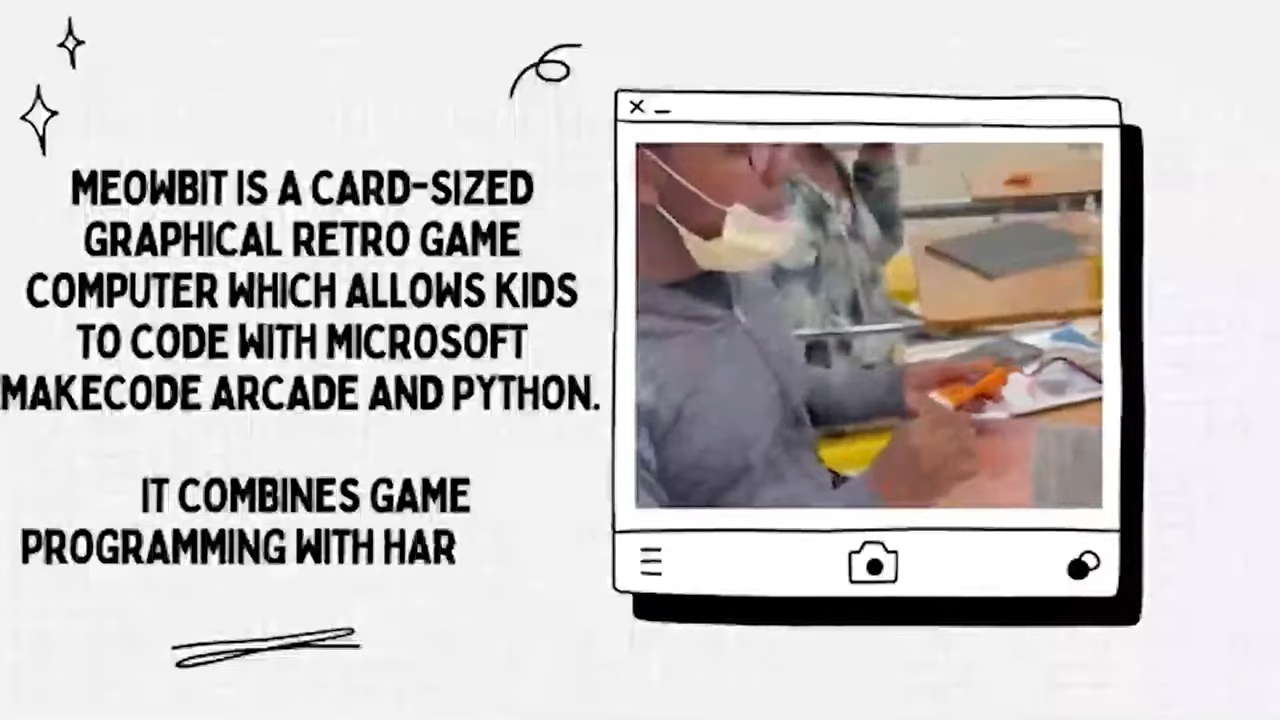 MEOWBIT IS A CARD-SIZED
GRAPHICAL RETRO GAME
COMPUTER WHICH ALLOWS KIDS
TO CODE WITH MICROSOFT
MAKECODE ARCADE AND PYTHON.
IT COMBINES GAME
PROGRAMMING WITH HAR